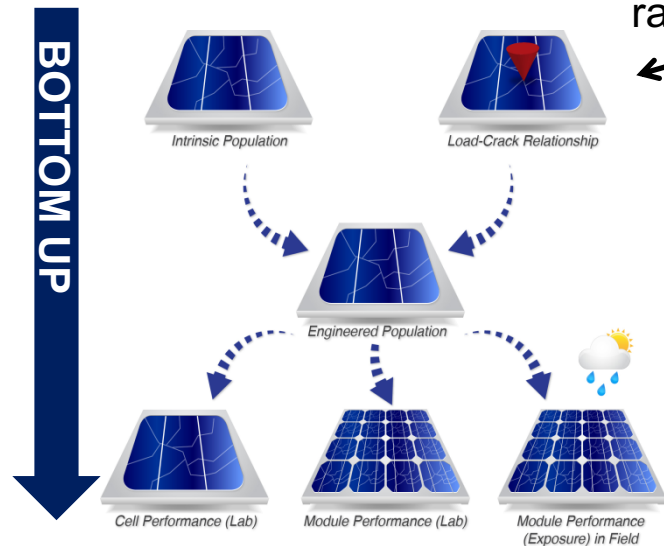 ra
BOTTOM UP
Intrinsic Population
Load-Crack Relationship
Engineered Population
Cell Performance (Lab)
Module Performance (Lab)
Module Performance
(Exposure) in Field